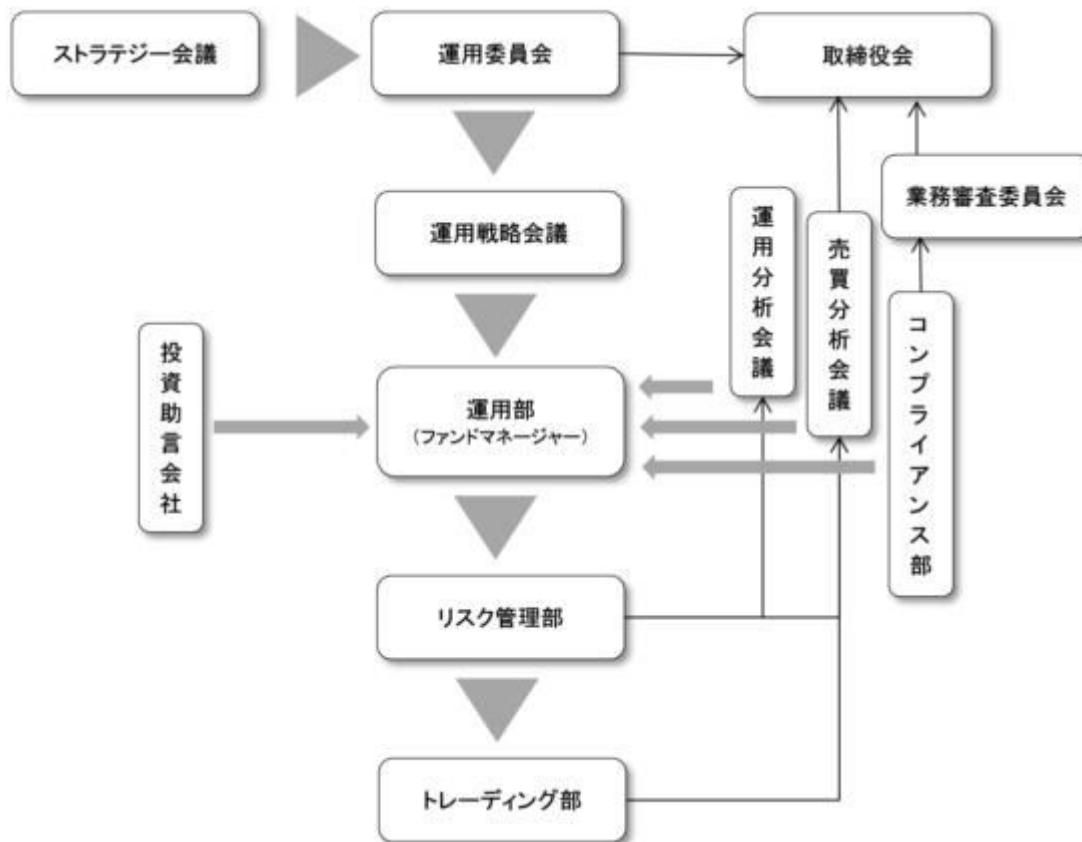 ストラテジー会議
運用委員会
取締役会
業務審査委員会
運用戦略会議
運用分析会議
売買分析会議
コンプライアンス部
投資助言会社
運用部
(ファンドマネージャー)
リスク管理部
トレーディング部